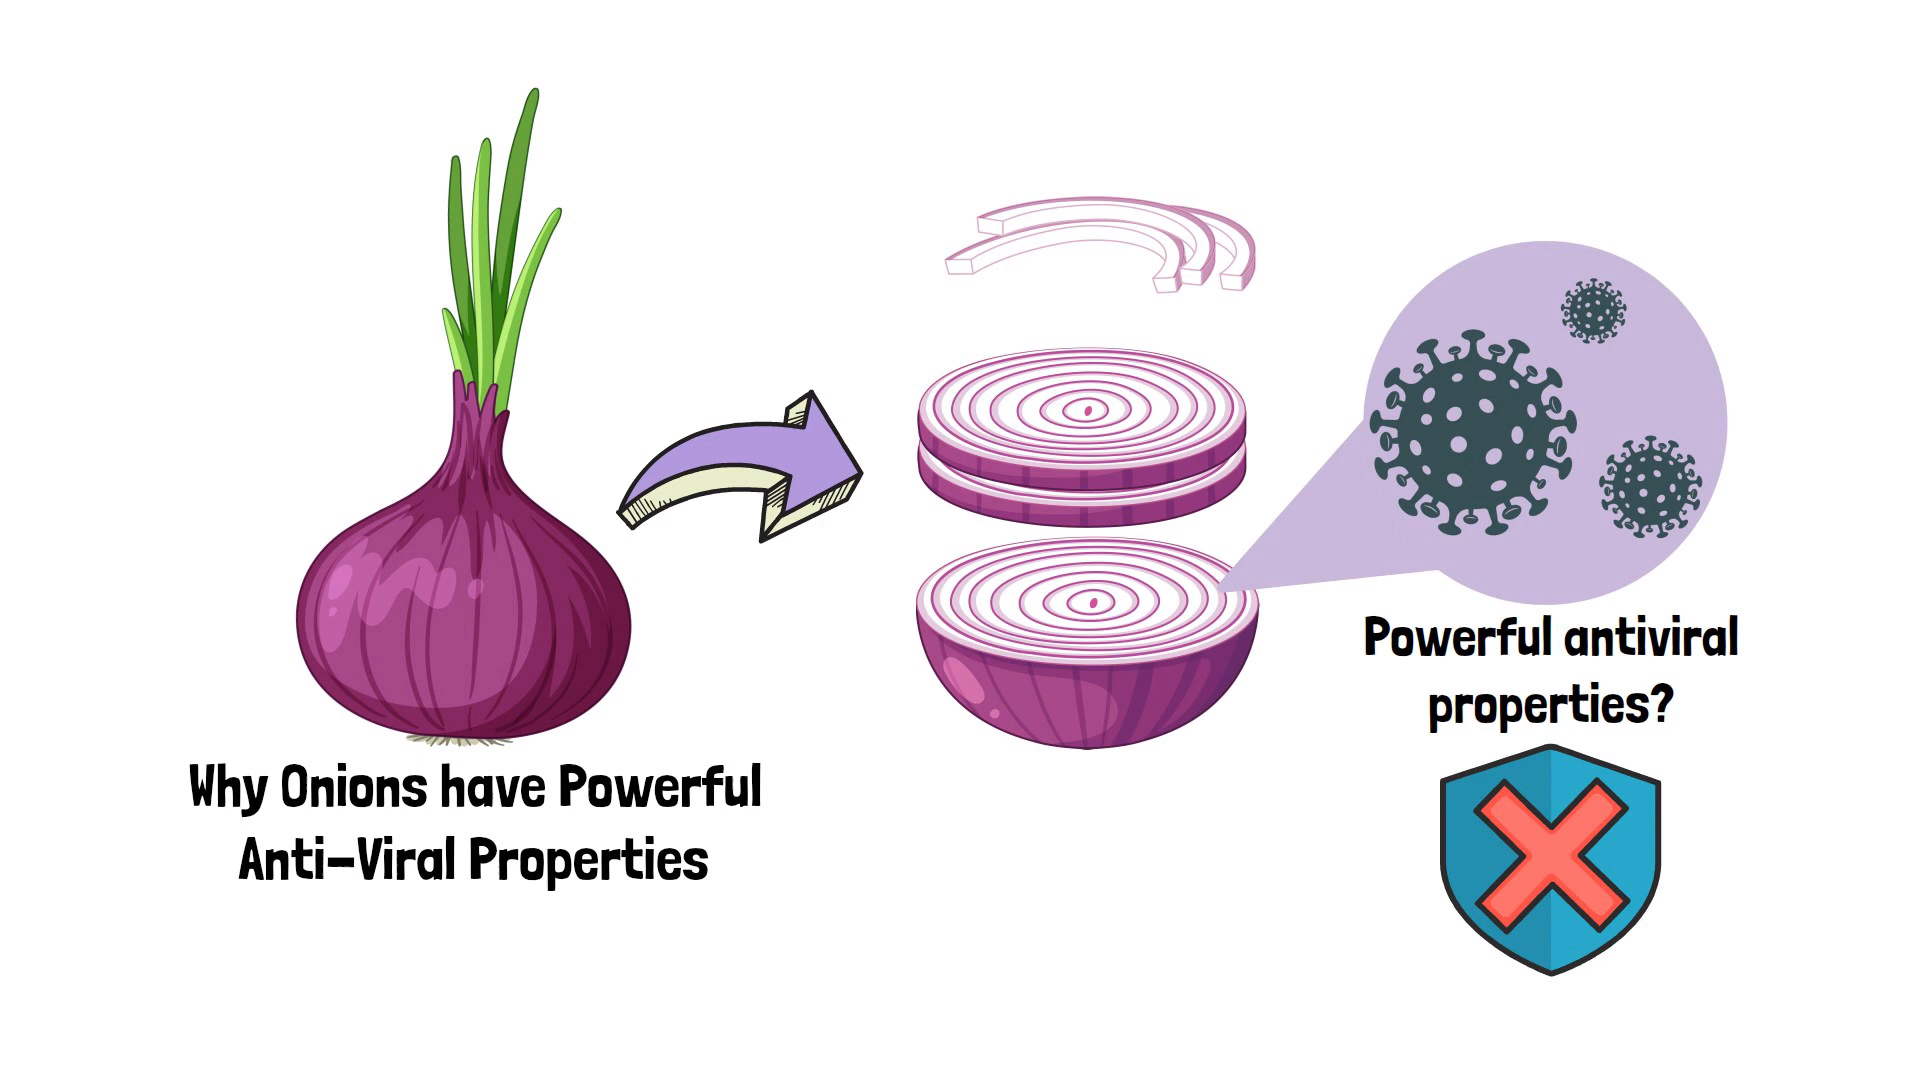 Why Onions have Powerful
Anti-Viral Properties
Powerful antiviral
properties?